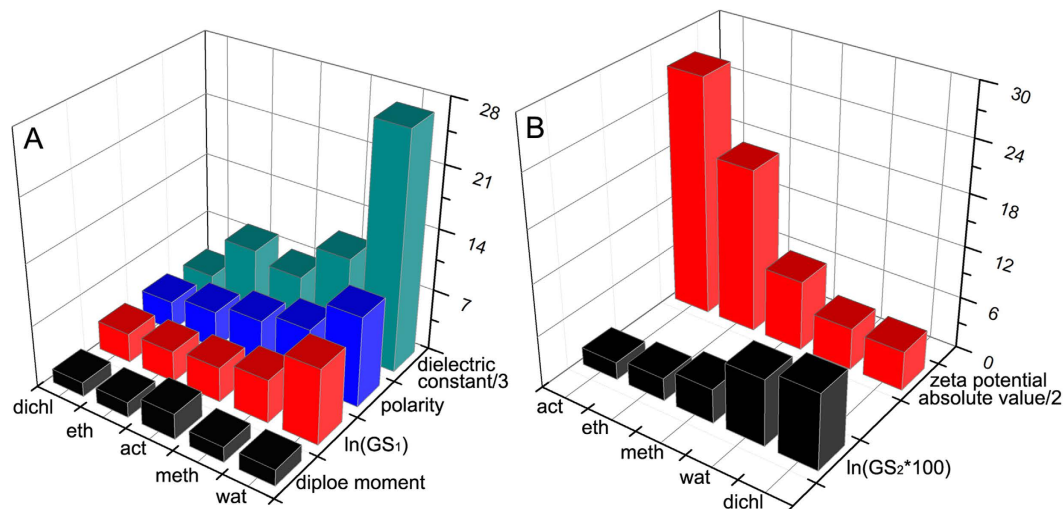 A
28
21
14
7
dielectric
constant/3
polarity
ln(GS₁)
diploe moment
dichl
eth
act
meth
wat
B
30
24
18
12
6
0
zeta potential
absolute value/2
ln(GS₂*100)
act
eth
meth
wat
dichl